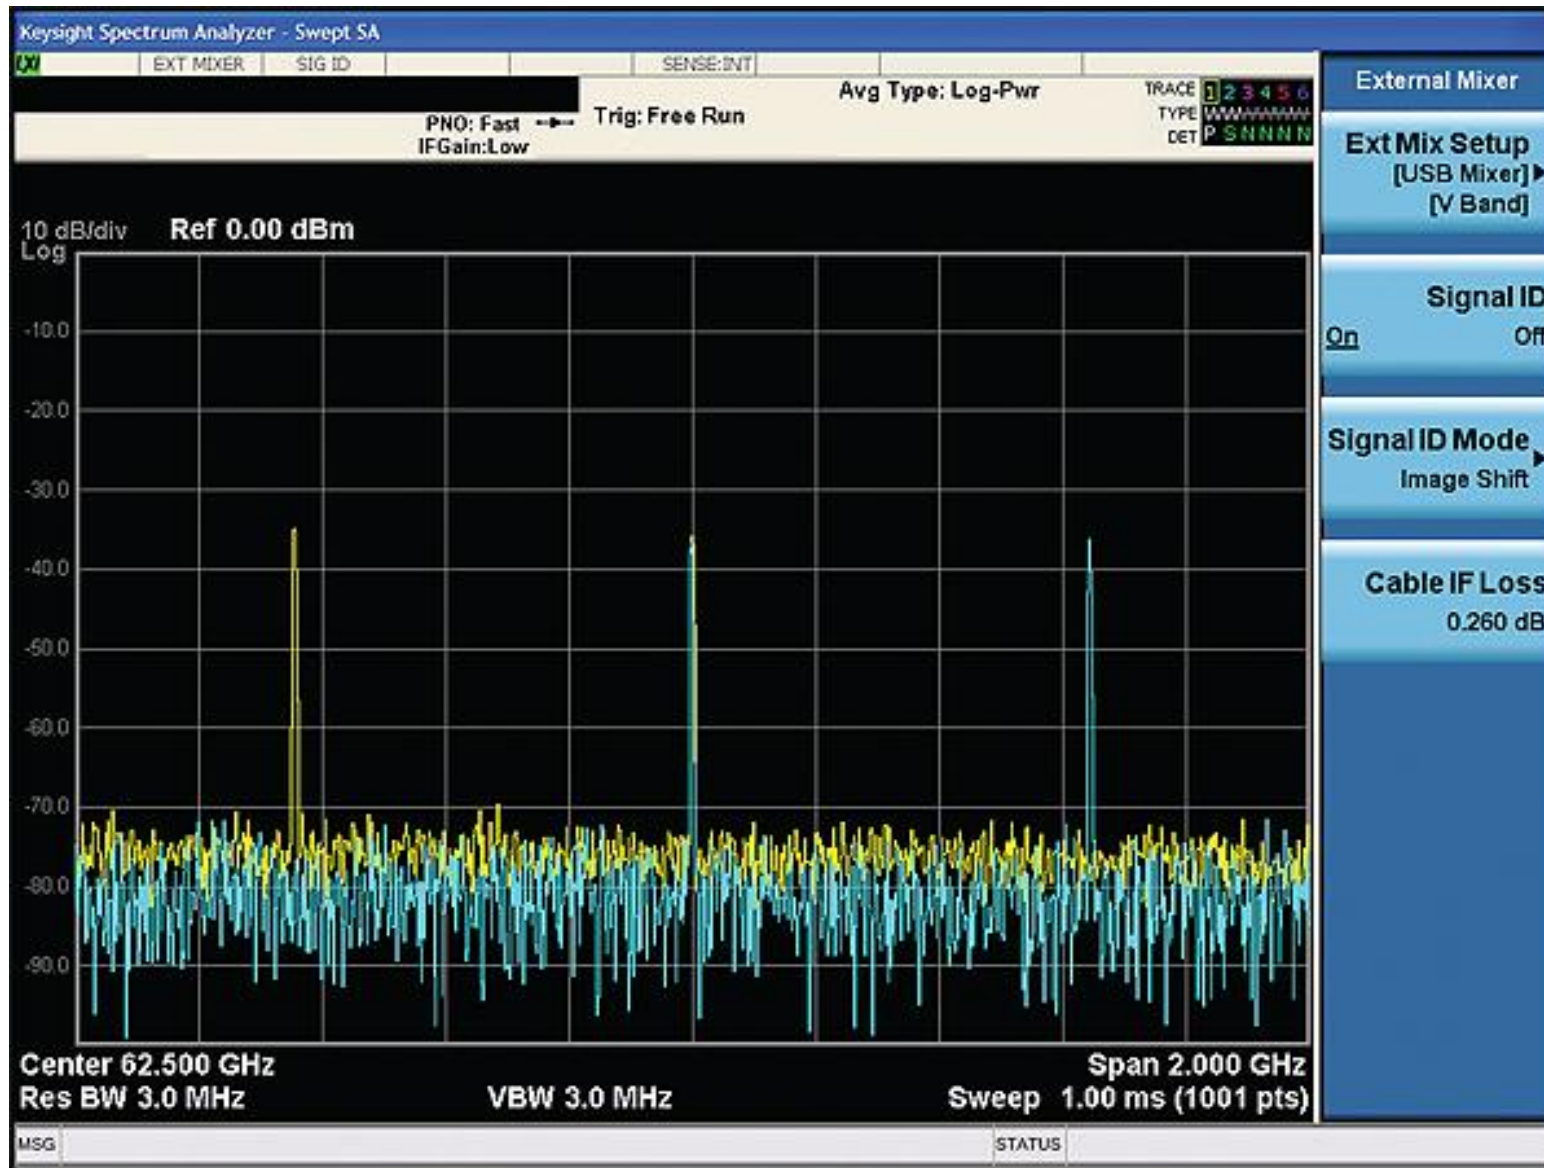 Keysight Spectrum Analyzer - Swept SA
LXI EXT MIXER SIG ID SENSE:INT
Avg Type: Log-Pwr
TRACE 1 2 3 4 5 6
PNO: Fast Trig: Free Run
TYPE
IFGain:Low
DET P S N N N N
10 dB/div Ref 0.00 dBm
Log
-10.0
-20.0
-30.0
-40.0
-50.0
-60.0
-70.0
-80.0
-90.0
Center 62.500 GHz Span 2.000 GHz
Res BW 3.0 MHz VBW 3.0 MHz Sweep 1.00 ms (1001 pts)
MSG STATUS
External Mixer
Ext Mix Setup
[USB Mixer]
[V Band]
Signal ID
On Off
Signal ID Mode
Image Shift
Cable IF Loss
0.260 dB